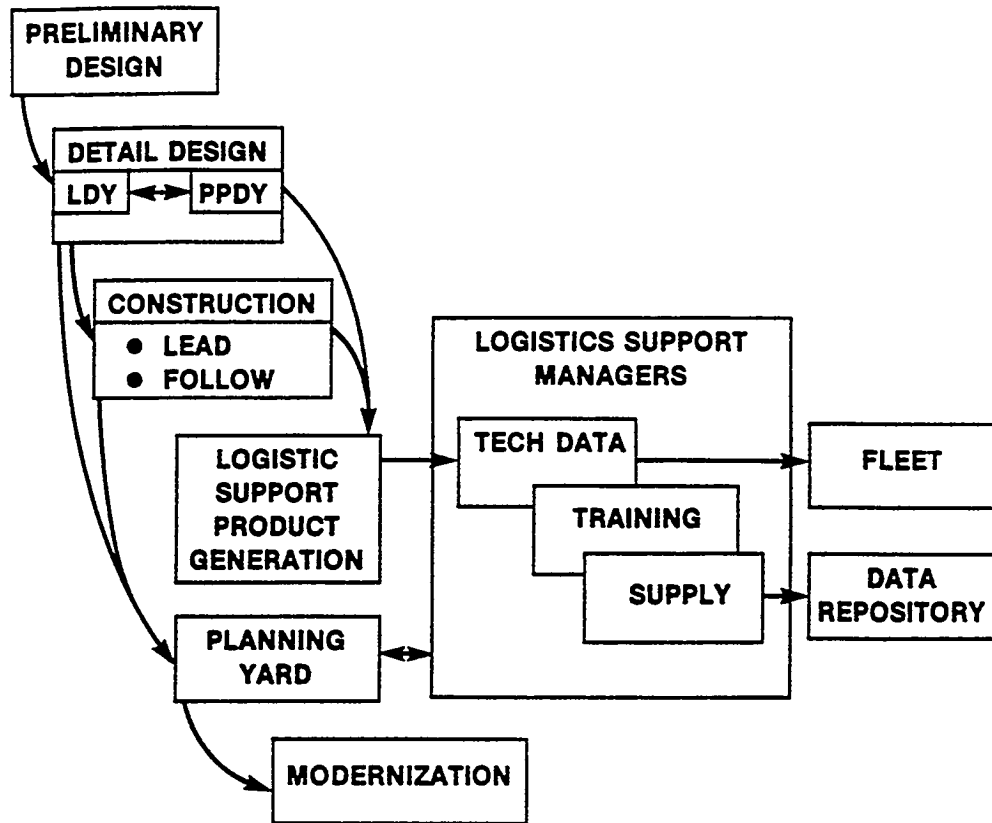 PRELIMINARY
DESIGN
DETAIL DESIGN
LDY
PPDY
CONSTRUCTION
● LEAD
● FOLLOW
LOGISTIC
SUPPORT
PRODUCT
GENERATION
LOGISTICS SUPPORT
MANAGERS
TECH DATA
TRAINING
SUPPLY
FLEET
DATA
REPOSITORY
PLANNING
YARD
MODERNIZATION